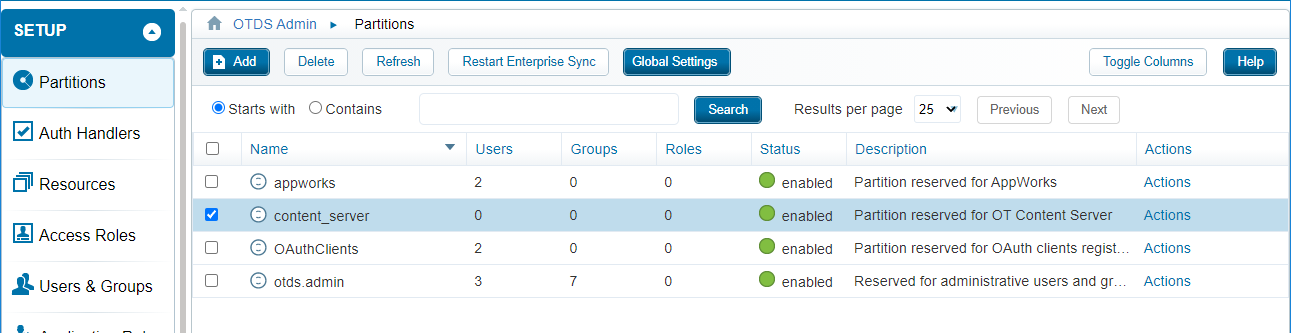 SETUP
Partitions
Auth Handlers
Resources
Access Roles
Users & Groups
OTDS Admin ▸ Partitions
Add Delete Refresh Restart Enterprise Sync Global Settings Toggle Columns Help
Starts with Contains Search Results per page 25 Previous Next
Name Users Groups Roles Status Description Actions
appworks 2 0 0 enabled Partition reserved for AppWorks Actions
content_server 0 0 0 enabled Partition reserved for OT Content Server Actions
OAuthClients 2 0 0 enabled Partition reserved for OAuth clients regist... Actions
otds.admin 3 7 0 enabled Reserved for administrative users and gr... Actions